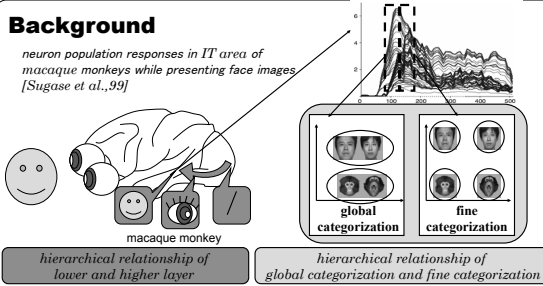 Background
neuron population responses in IT area of
macaque monkeys while presenting face images
[Sugase et al.,99]
6
4
2
0
0 100 200 300 400 500
macaque monkey
global
categorization
fine
categorization
hierarchical relationship of
lower and higher layer
hierarchical relationship of
global categorization and fine categorization